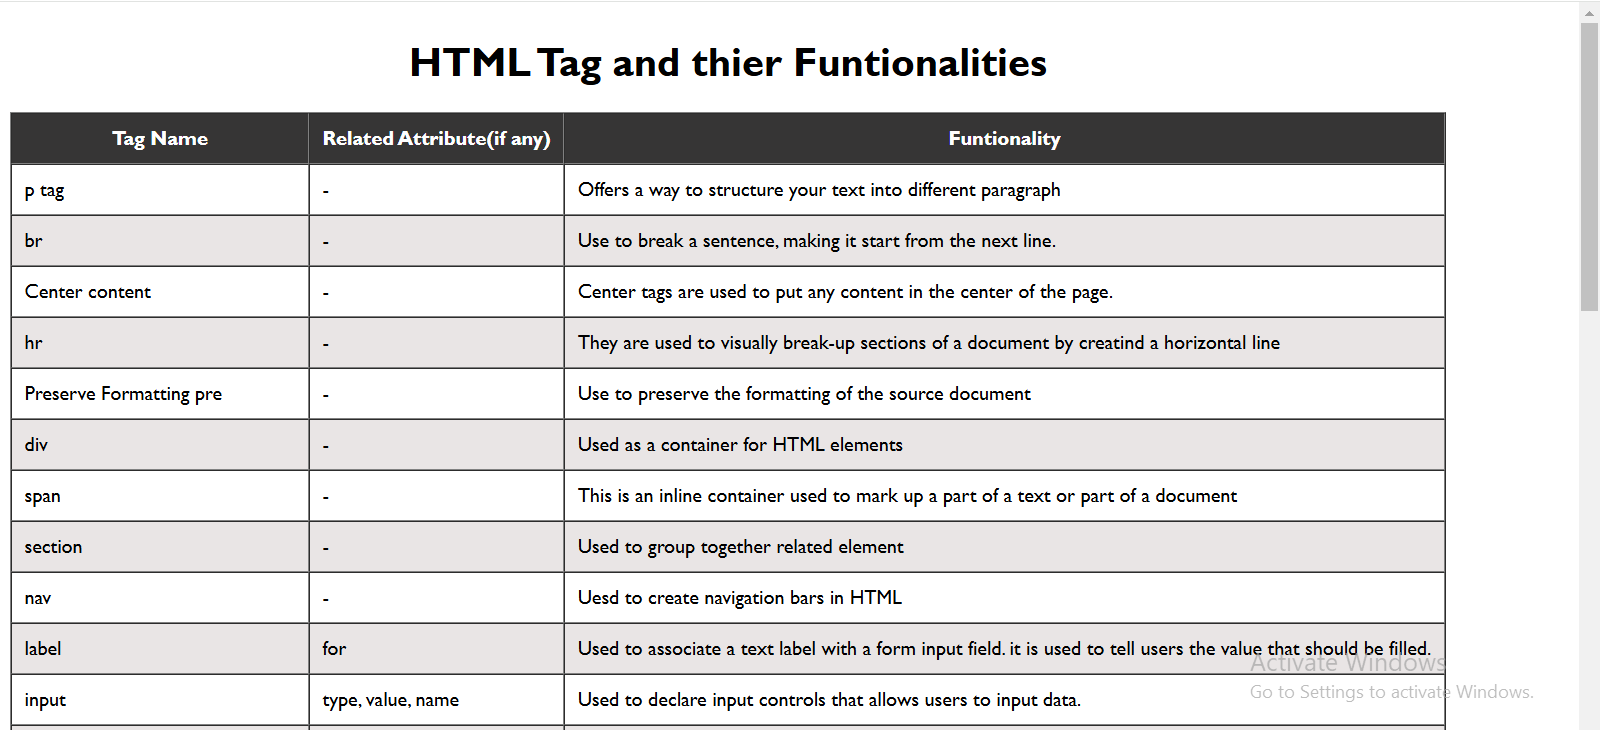 HTML Tag and thier Funtionalities
Tag Name Related Attribute(if any) Funtionality
p tag - Offers a way to structure your text into different paragraph
br - Use to break a sentence, making it start from the next line.
Center content - Center tags are used to put any content in the center of the page.
hr - They are used to visually break-up sections of a document by creatind a horizontal line
Preserve Formatting pre - Use to preserve the formatting of the source document
div - Used as a container for HTML elements
span - This is an inline container used to mark up a part of a text or part of a document
section - Used to group together related element
nav - Uesd to create navigation bars in HTML
label for Used to associate a text label with a form input field. it is used to tell users the value that should be filled.
input type, value, name Used to declare input controls that allows users to input data.
Activate Windows
Go to Settings to activate Windows.